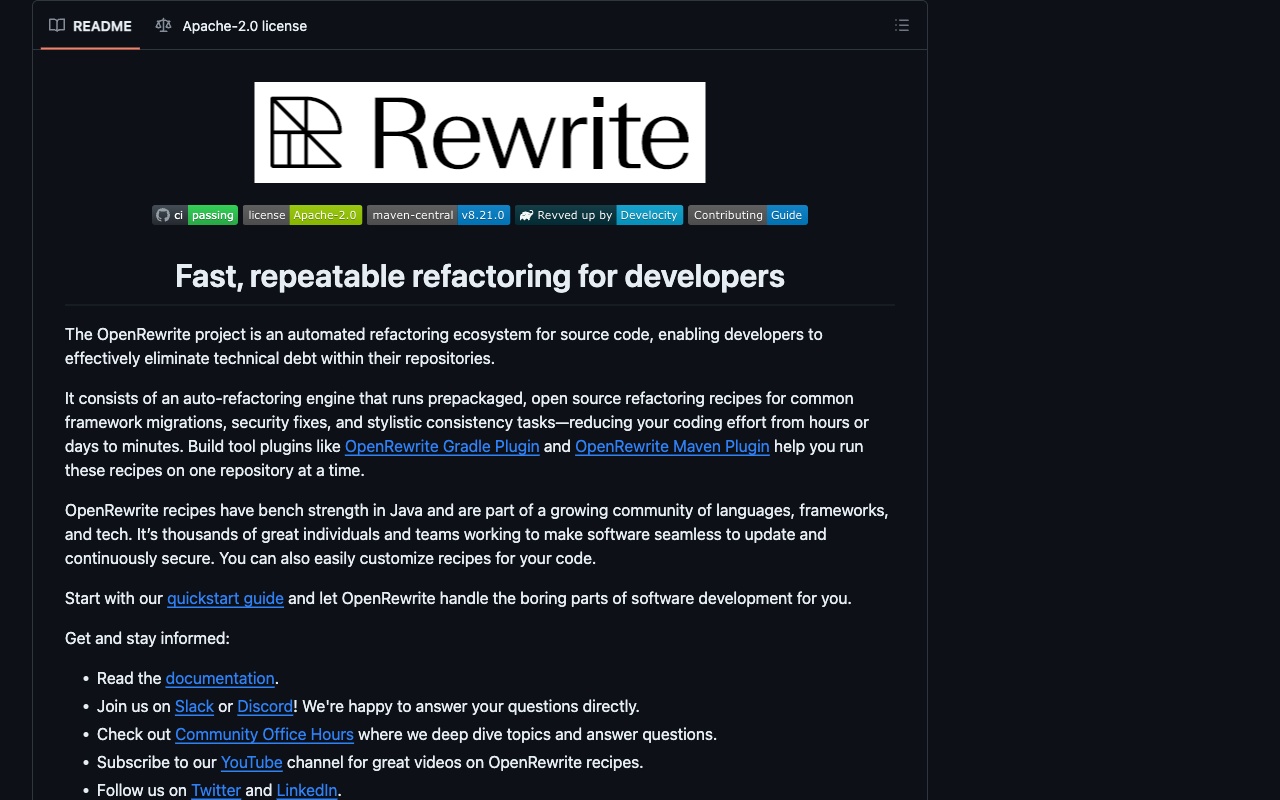 README
Apache-2.0 license
Rewrite
ci passing
license Apache-2.0
maven-central v8.21.0
Revved up by Develocity
Contributing Guide
Fast, repeatable refactoring for developers
The OpenRewrite project is an automated refactoring ecosystem for source code, enabling developers to
effectively eliminate technical debt within their repositories.
It consists of an auto-refactoring engine that runs prepackaged, open source refactoring recipes for common
framework migrations, security fixes, and stylistic consistency tasks—reducing your coding effort from hours or
days to minutes. Build tool plugins like OpenRewrite Gradle Plugin and OpenRewrite Maven Plugin help you run
these recipes on one repository at a time.
OpenRewrite recipes have bench strength in Java and are part of a growing community of languages, frameworks,
and tech. It’s thousands of great individuals and teams working to make software seamless to update and
continuously secure. You can also easily customize recipes for your code.
Start with our quickstart guide and let OpenRewrite handle the boring parts of software development for you.
Get and stay informed:
• Read the documentation.
• Join us on Slack or Discord! We're happy to answer your questions directly.
• Check out Community Office Hours where we deep dive topics and answer questions.
• Subscribe to our YouTube channel for great videos on OpenRewrite recipes.
• Follow us on Twitter and LinkedIn.